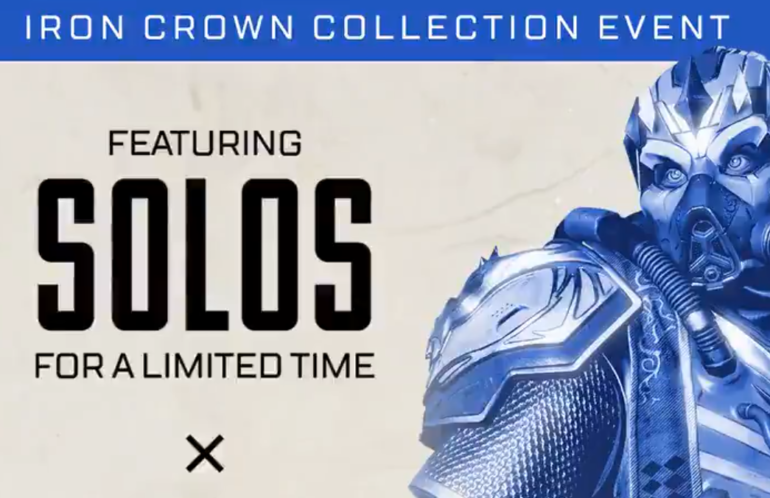 IRON CROWN COLLECTION EVENT
FEATURING
SOLOS
FOR A LIMITED TIME